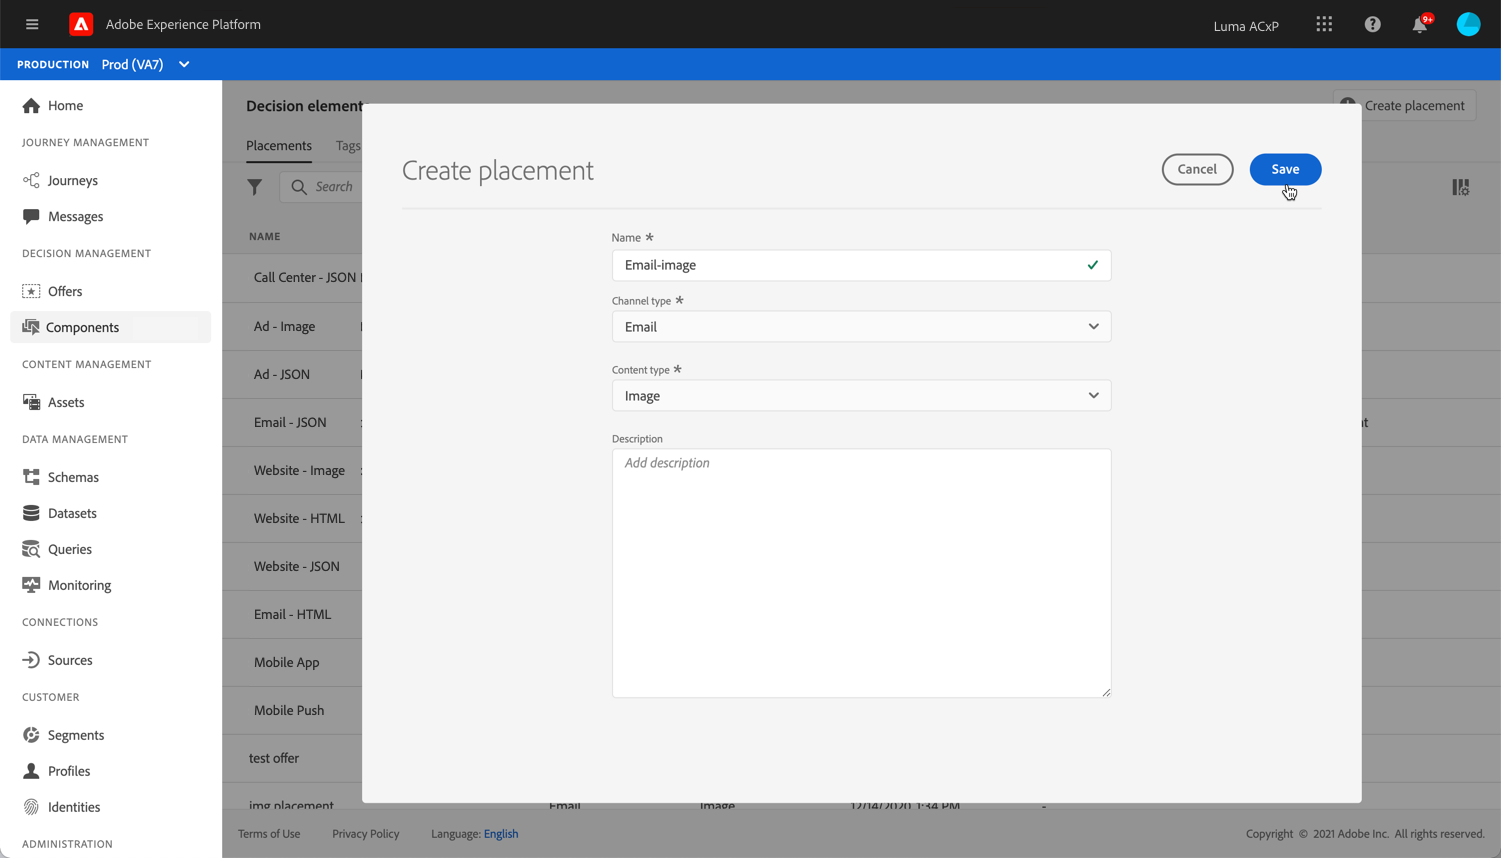 Adobe Experience Platform
Luma ACxP
9+
PRODUCTION Prod (VA7)
Home
JOURNEY MANAGEMENT
Journeys
Messages
DECISION MANAGEMENT
Offers
Components
CONTENT MANAGEMENT
Assets
DATA MANAGEMENT
Schemas
Datasets
Queries
Monitoring
CONNECTIONS
Sources
CUSTOMER
Segments
Profiles
Identities
ADMINISTRATION
Decision element
Create placement
Placements Tags
Search
NAME
Call Center - JSON
Ad - Image
Ad - JSON
Email - JSON
Website - Image
Website - HTML
Website - JSON
Email - HTML
Mobile App
Mobile Push
test offer
img placement Email Image 12/14/2020 1:34 PM -
Create placement
Cancel
Save
Name *
Email-image
Channel type *
Email
Content type *
Image
Description
Add description
Terms of Use Privacy Policy Language: English
Copyright © 2021 Adobe Inc. All rights reserved.